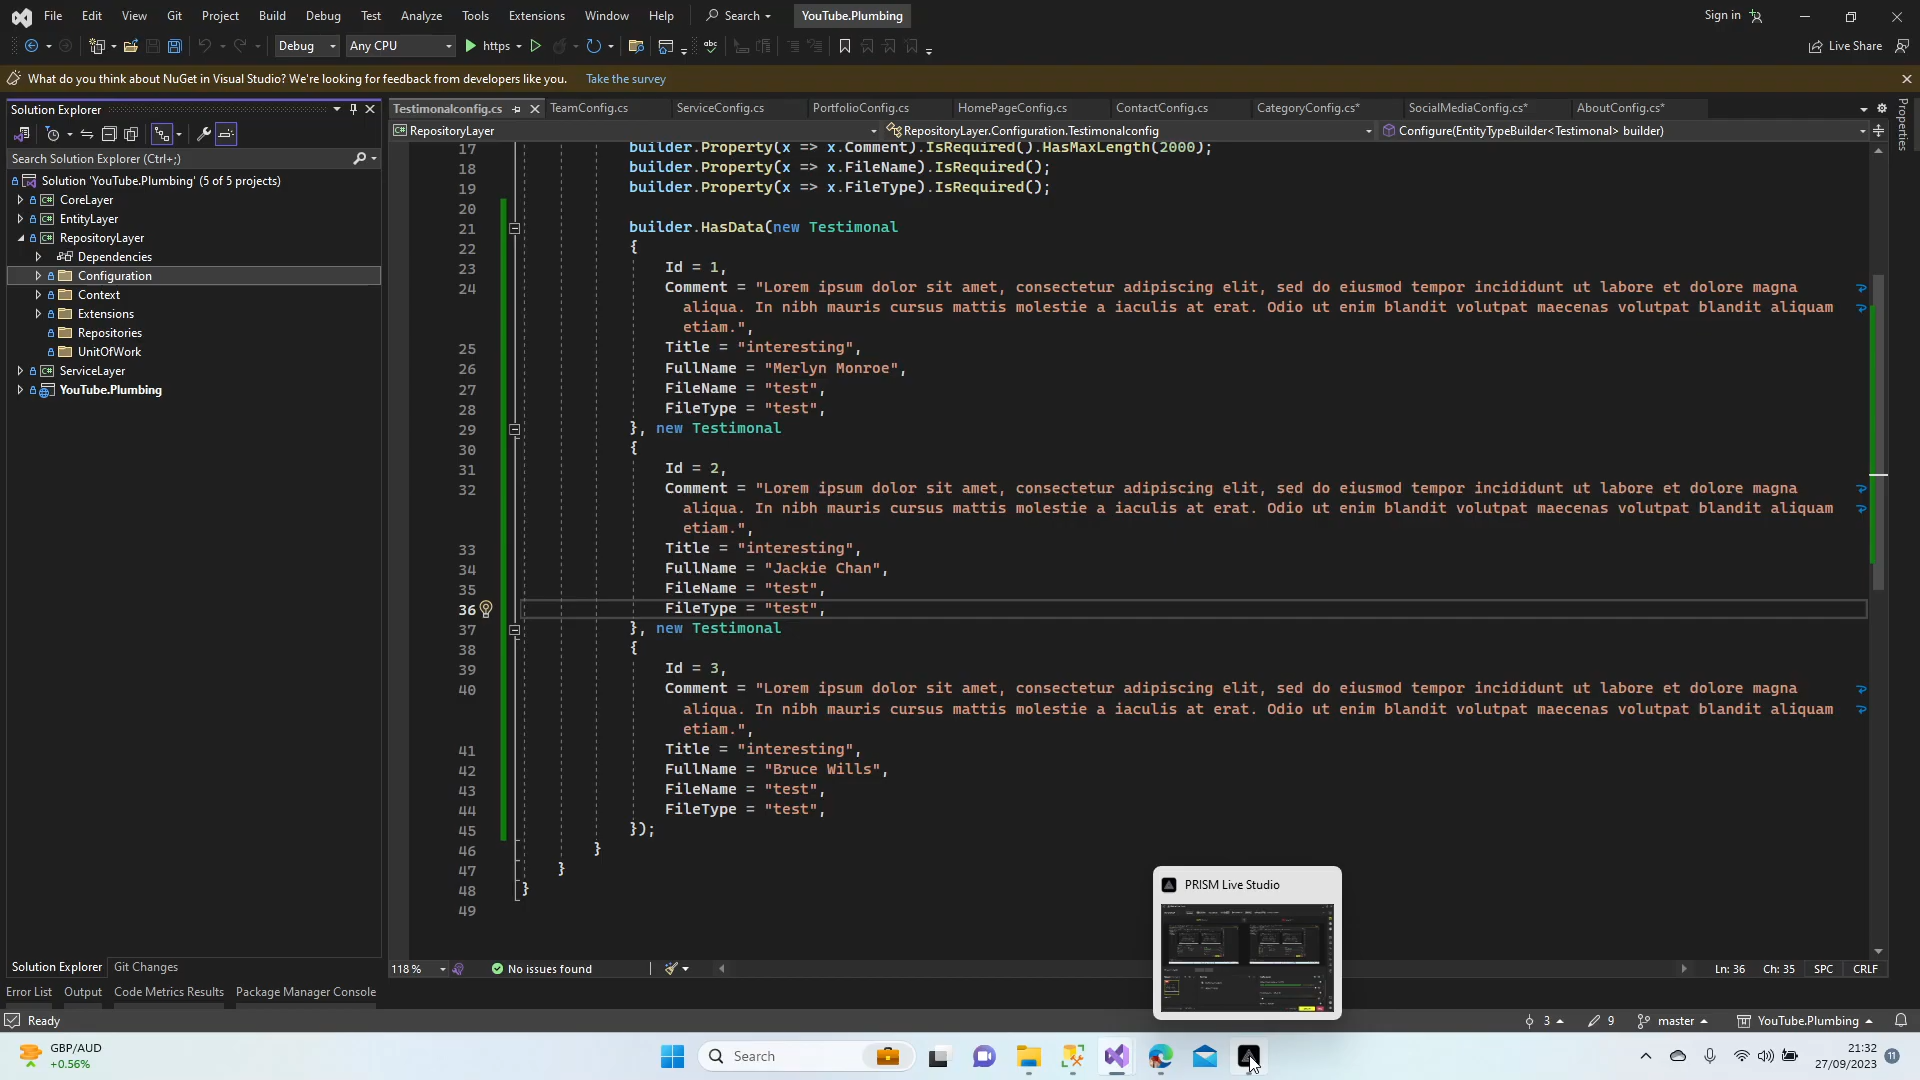 File Edit View Git Project Build Debug Test Analyze Tools Extensions Window Help Search YouTube.Plumbing Sign in
Debug Any CPU https Live Share
What do you think about NuGet in Visual Studio? We're looking for feedback from developers like you. Take the survey
Solution Explorer
Testimonalconfig.cs TeamConfig.cs ServiceConfig.cs PortfolioConfig.cs HomePageConfig.cs ContactConfig.cs CategoryConfig.cs* SocialMediaConfig.cs* AboutConfig.cs*
Properties
RepositoryLayer RepositoryLayer.Configuration.Testimonalconfig Configure(EntityTypeBuilder<Testimonal> builder)
Search Solution Explorer (Ctrl+;)
Solution 'YouTube.Plumbing' (5 of 5 projects)
CoreLayer
EntityLayer
RepositoryLayer
Dependencies
Configuration
Context
Extensions
Repositories
UnitOfWork
ServiceLayer
YouTube.Plumbing
17 builder.Property(x => x.Comment).IsRequired().HasMaxLength(2000);
18 builder.Property(x => x.FileName).IsRequired();
19 builder.Property(x => x.FileType).IsRequired();
20
21 builder.HasData(new Testimonal
22 {
23 Id = 1,
24 Comment = "Lorem ipsum dolor sit amet, consectetur adipiscing elit, sed do eiusmod tempor incididunt ut labore et dolore magna
aliqua. In nibh mauris cursus mattis molestie a iaculis at erat. Odio ut enim blandit volutpat maecenas volutpat blandit aliquam
etiam.",
25 Title = "interesting",
26 FullName = "Merlyn Monroe",
27 FileName = "test",
28 FileType = "test",
29 }, new Testimonal
30 {
31 Id = 2,
32 Comment = "Lorem ipsum dolor sit amet, consectetur adipiscing elit, sed do eiusmod tempor incididunt ut labore et dolore magna
aliqua. In nibh mauris cursus mattis molestie a iaculis at erat. Odio ut enim blandit volutpat maecenas volutpat blandit aliquam
etiam.",
33 Title = "interesting",
34 FullName = "Jackie Chan",
35 FileName = "test",
36 FileType = "test",
37 }, new Testimonal
38 {
39 Id = 3,
40 Comment = "Lorem ipsum dolor sit amet, consectetur adipiscing elit, sed do eiusmod tempor incididunt ut labore et dolore magna
aliqua. In nibh mauris cursus mattis molestie a iaculis at erat. Odio ut enim blandit volutpat maecenas volutpat blandit aliquam
etiam.",
41 Title = "interesting",
42 FullName = "Bruce Wills",
43 FileName = "test",
44 FileType = "test",
45 });
46 }
47 }
48 }
49
PRISM Live Studio
Solution Explorer Git Changes
118 % No issues found Ln: 36 Ch: 35 SPC CRLF
Error List Output Code Metrics Results Package Manager Console
Ready 3 9 master YouTube.Plumbing
GBP/AUD
+0.56%
Search
21:32
27/09/2023
11